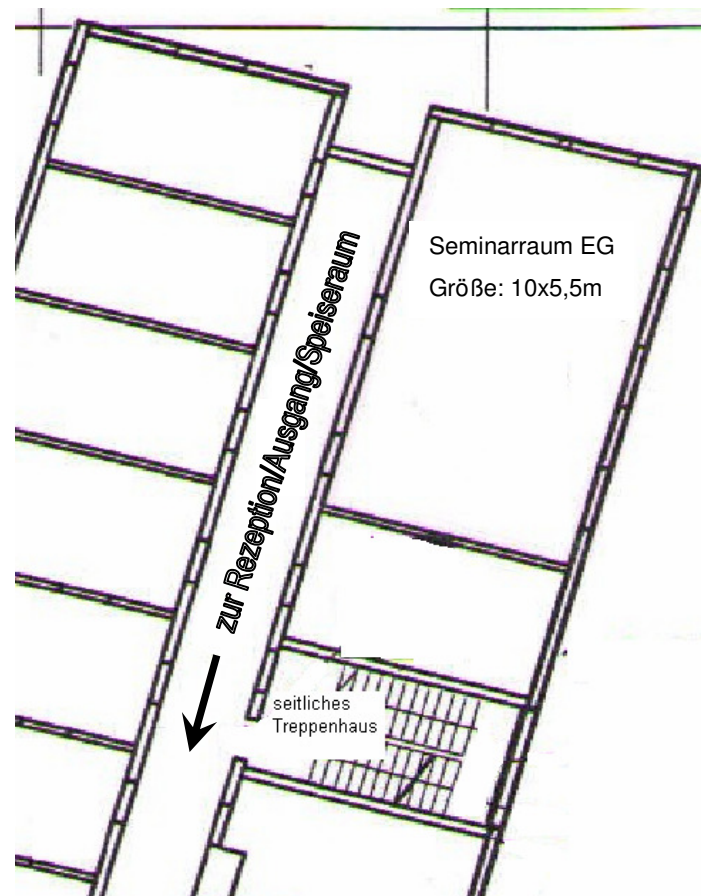 Seminarraum EG
Größe: 10x5,5m
zur Rezeption/Ausgang/Speiseraum
seitliches
Treppenhaus